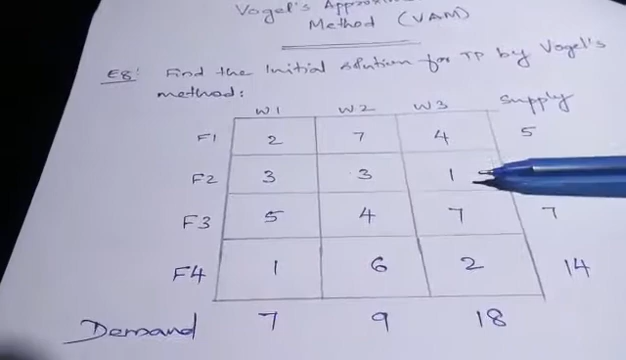 Vogel's
Method (VAM)
E8: Find the Initial solution for TP by Vogel's
method:
W1 W2 W3 Supply
F1 2 7 4 5
F2 3 3 1
F3 5 4 7 7
F4 1 6 2 14
Demand 7 9 18